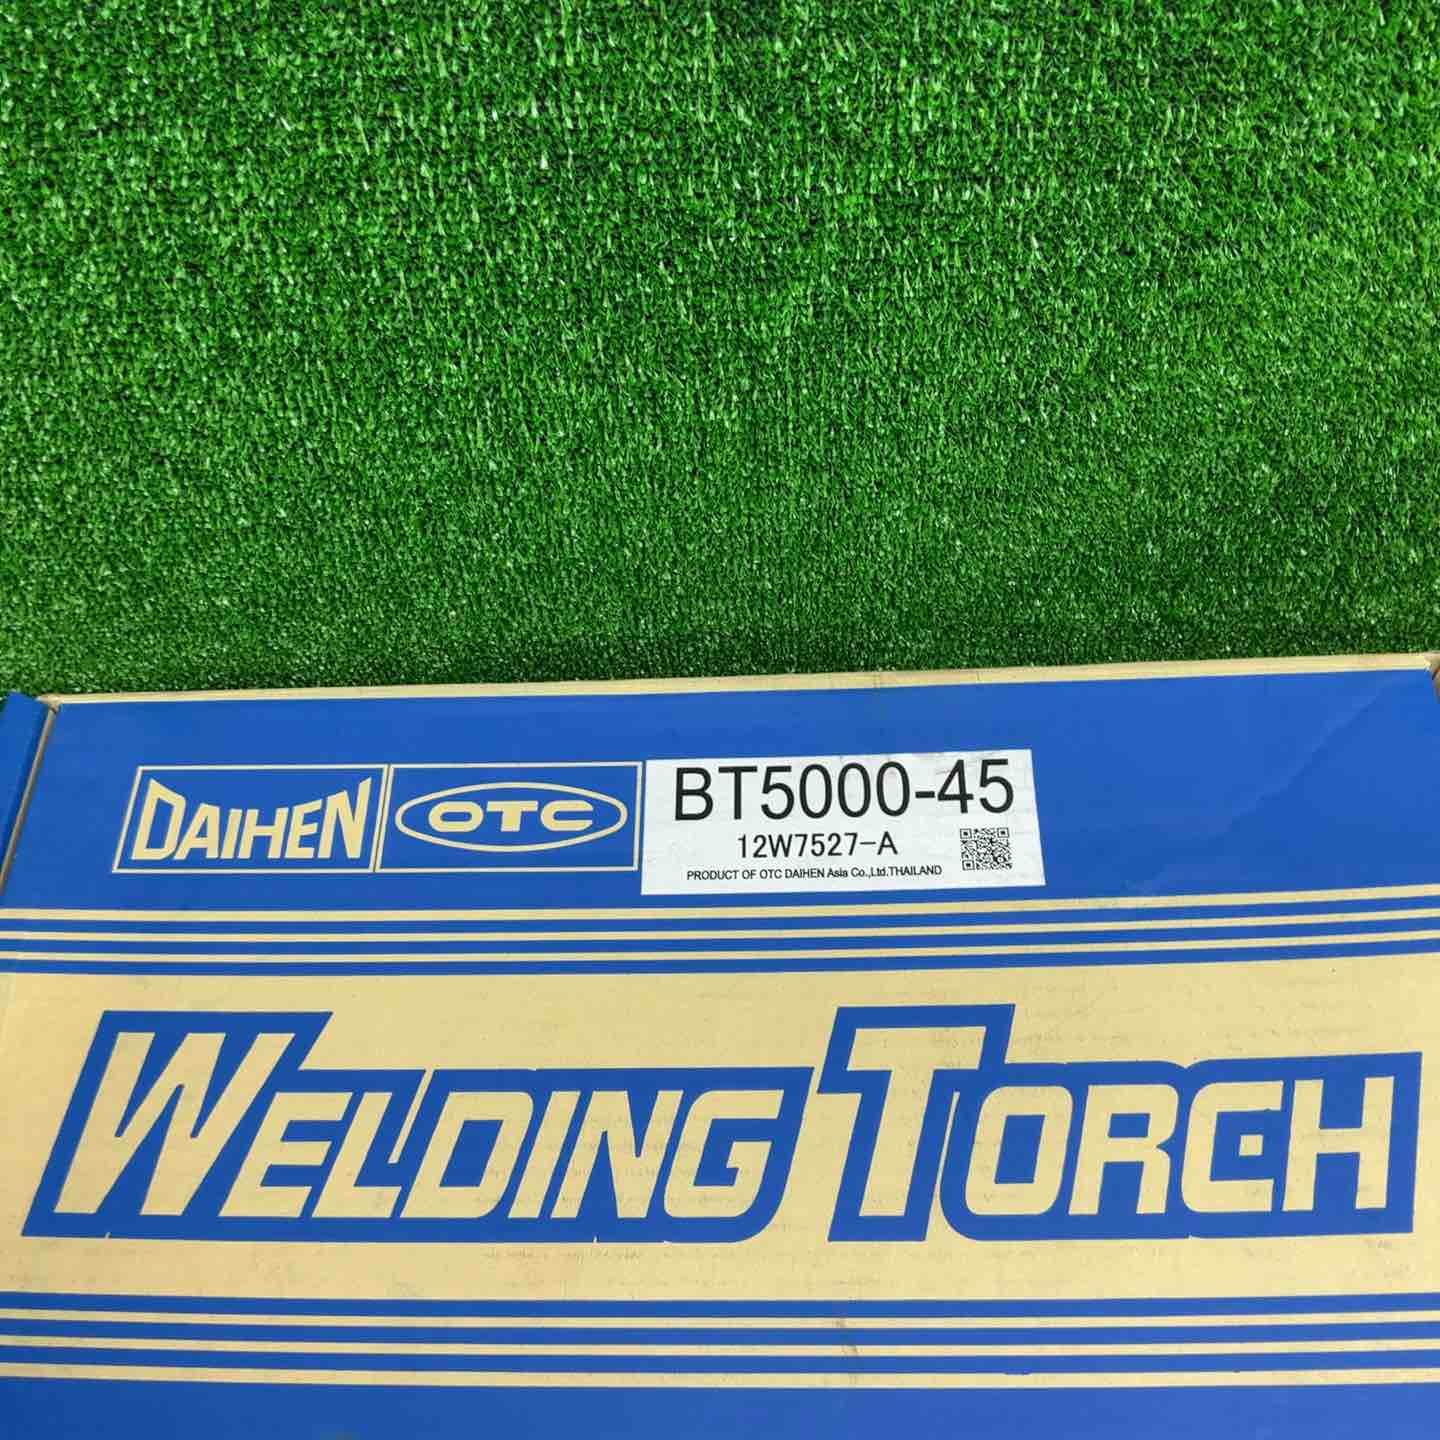 DAIHEN OTC BT5000-45
12W7527-A
PRODUCT OF OTC DAIHEN Asia Co.,Ltd.THAILAND
WELDING TORCH